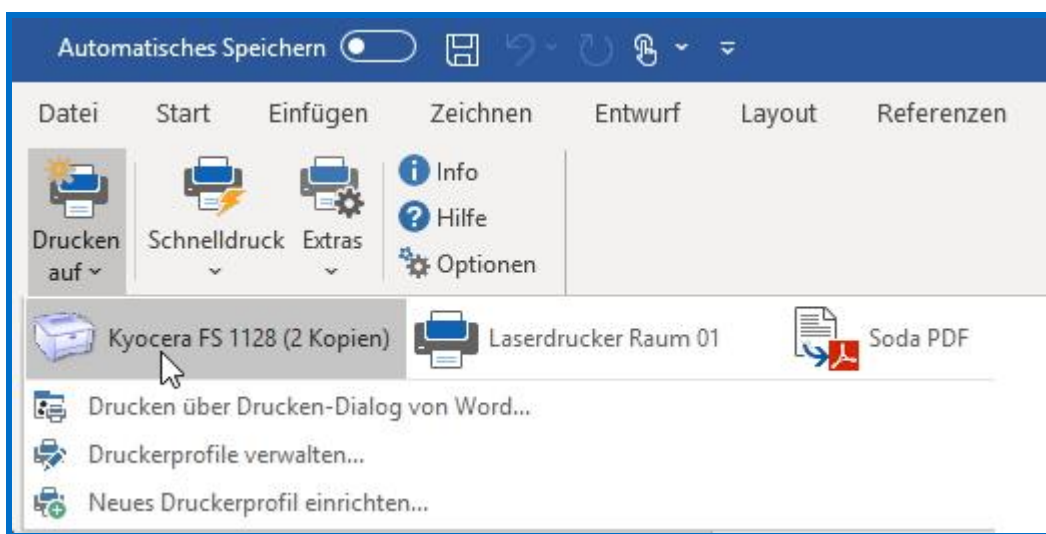 Automatisches Speichern
Datei Start Einfügen Zeichnen Entwurf Layout Referenzen
Drucken auf
Schnelldruck
Extras
Info
Hilfe
Optionen
Kyocera FS 1128 (2 Kopien) Laserdrucker Raum 01 Soda PDF
Drucken über Drucken-Dialog von Word...
Druckerprofile verwalten...
Neues Druckerprofil einrichten...